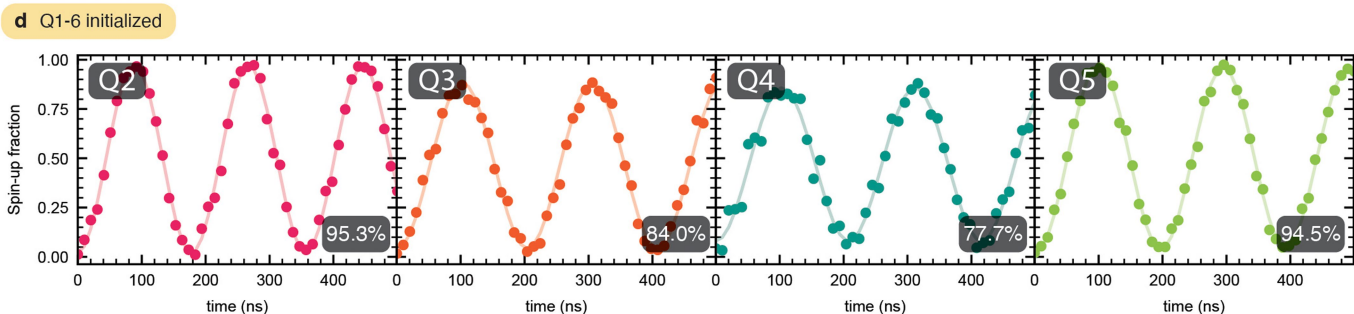 d Q1-6 initialized
Spin-up fraction
1.00
0.75
0.50
0.25
0.00
Q2
95.3%
0 100 200 300 400
time (ns)
Q3
84.0%
0 100 200 300 400
time (ns)
Q4
77.7%
0 100 200 300 400
time (ns)
Q5
94.5%
0 100 200 300 400
time (ns)